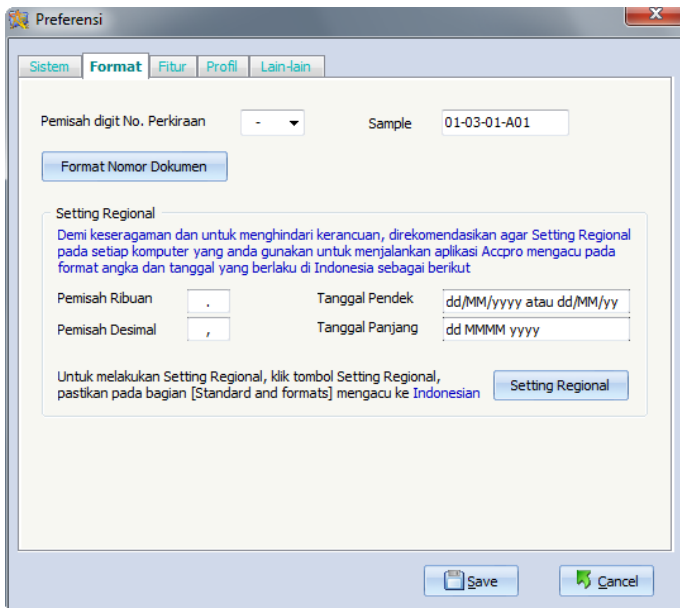 Preferensi
Sistem Format Fitur Profil Lain-lain
Pemisah digit No. Perkiraan - Sample 01-03-01-A01
Format Nomor Dokumen
Setting Regional
Demi keseragaman dan untuk menghindari kerancuan, direkomendasikan agar Setting Regional
pada setiap komputer yang anda gunakan untuk menjalankan aplikasi Accpro mengacu pada
format angka dan tanggal yang berlaku di Indonesia sebagai berikut
Pemisah Ribuan . Tanggal Pendek dd/MM/yyyy atau dd/MM/yy
Pemisah Desimal , Tanggal Panjang dd MMMM yyyy
Untuk melakukan Setting Regional, klik tombol Setting Regional,
pastikan pada bagian [Standard and formats] mengacu ke Indonesian
Setting Regional
Save Cancel